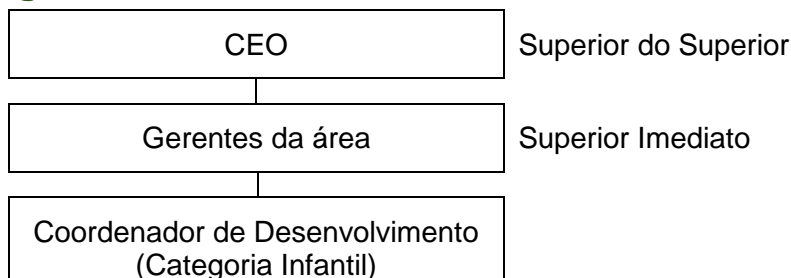 CEO
Superior do Superior
Gerentes da área
Superior Imediato
Coordenador de Desenvolvimento
(Categoria Infantil)